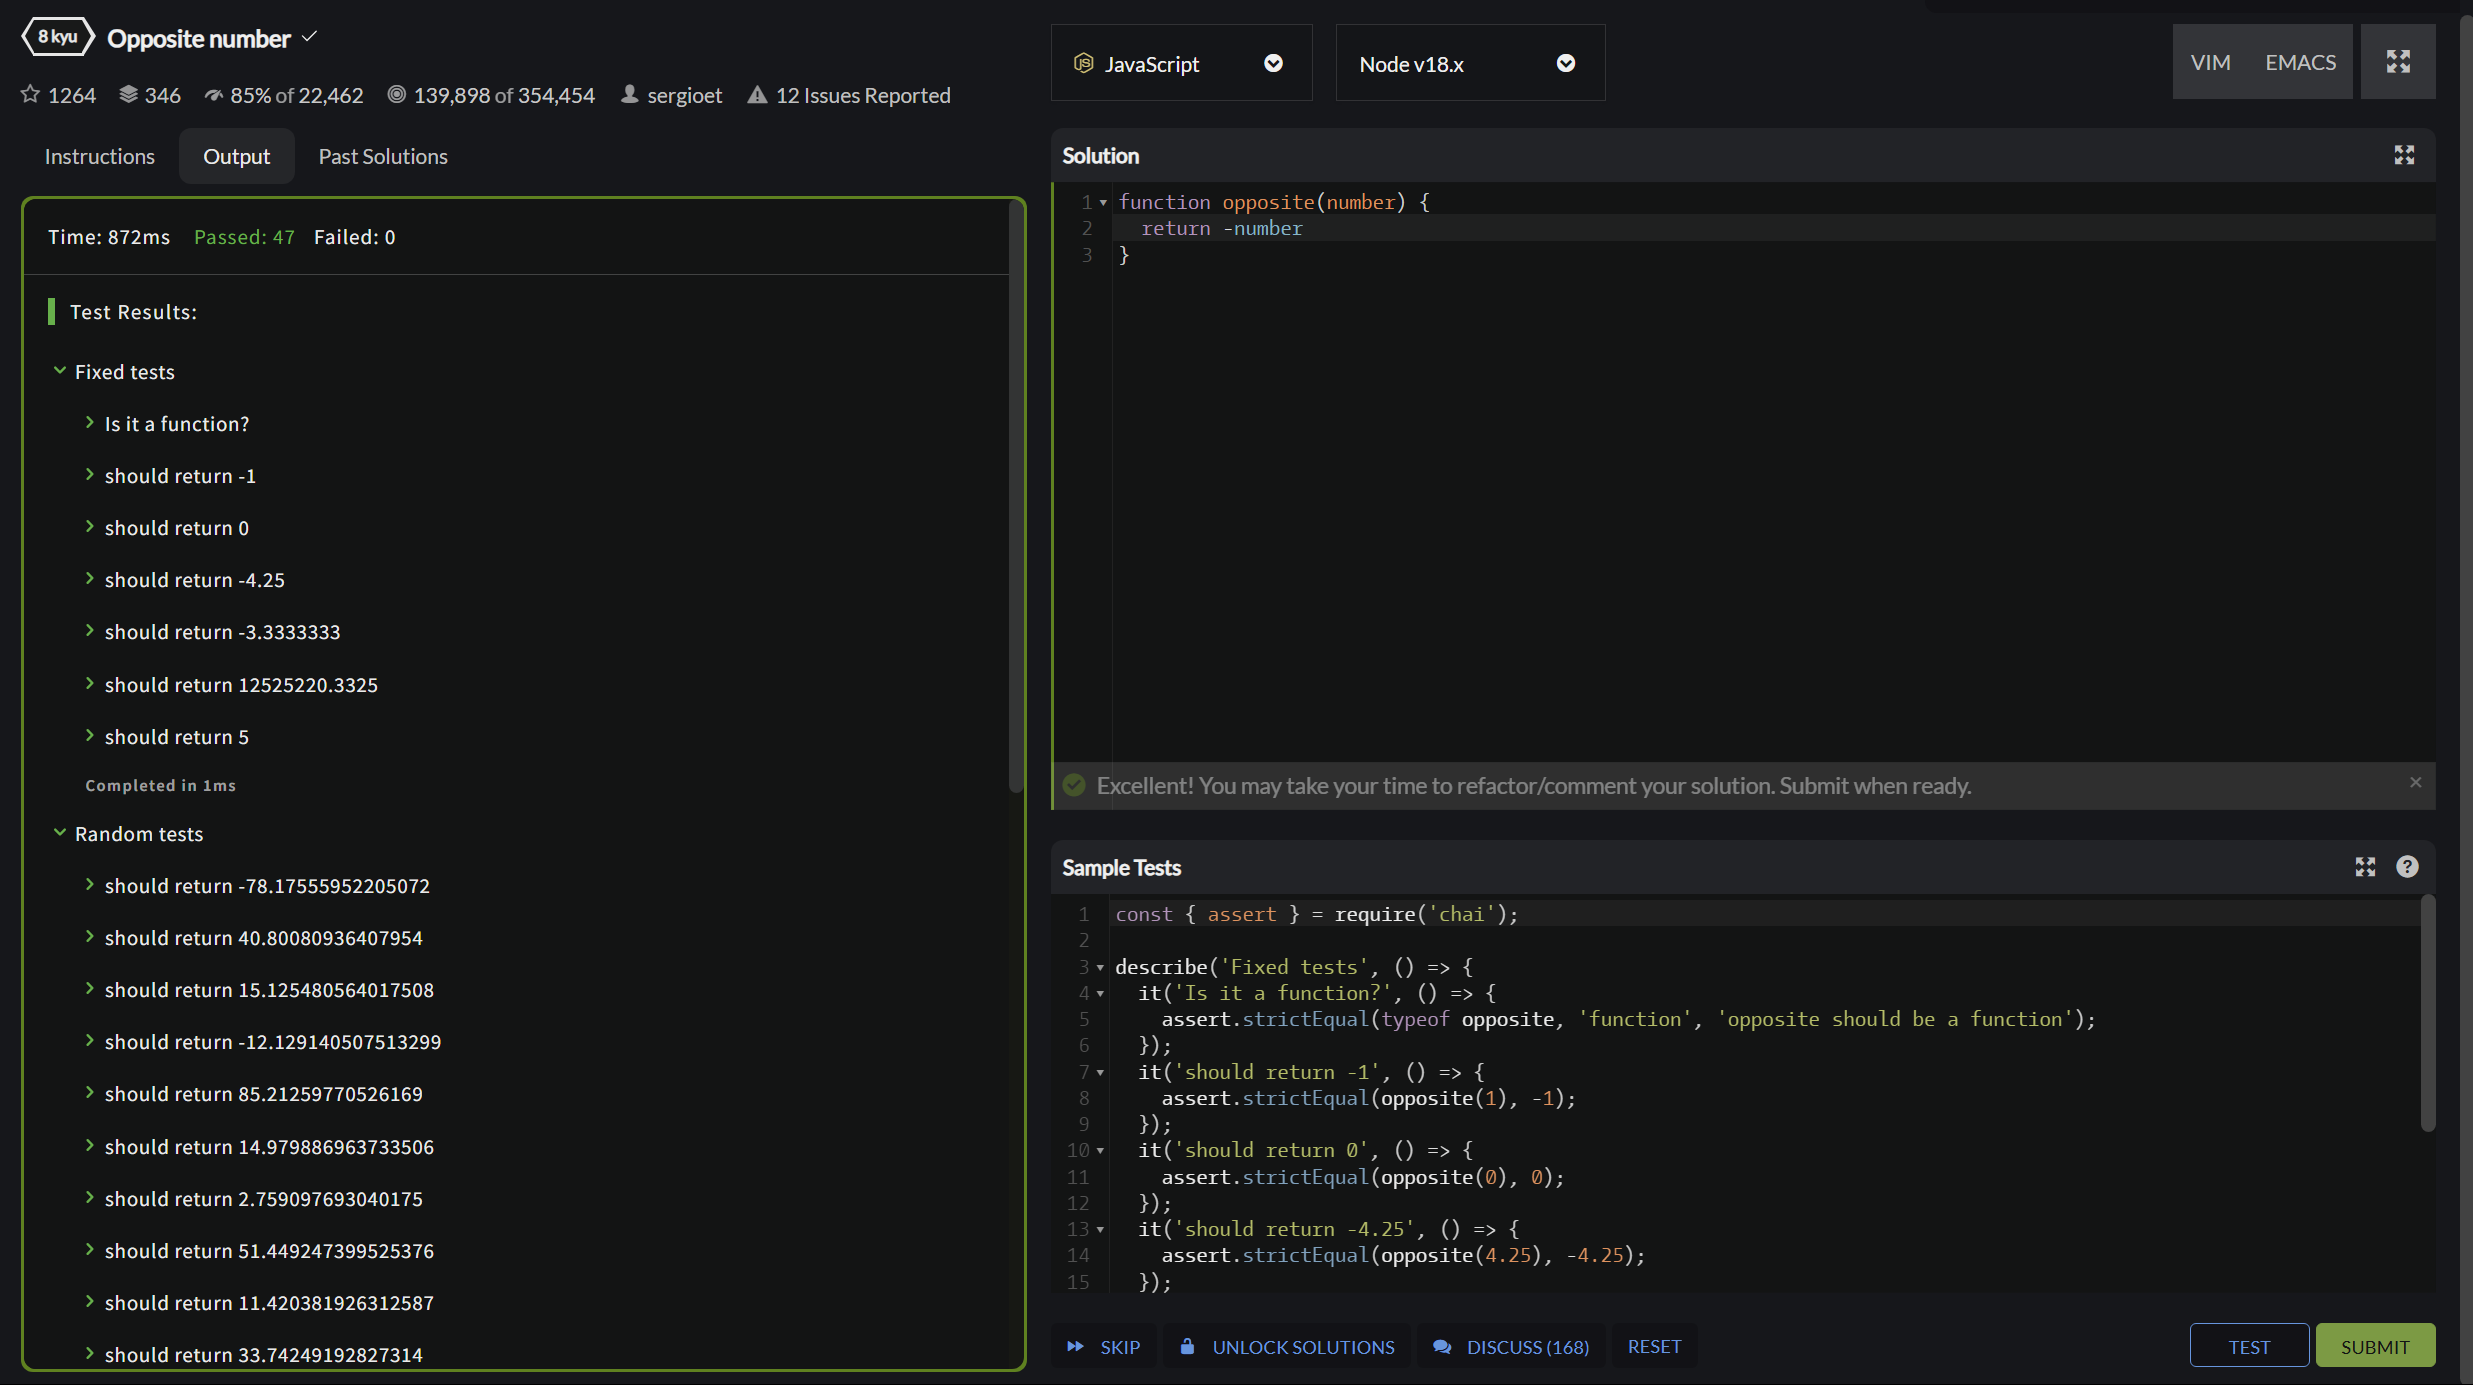 8 kyu Opposite number
1264 346 85% of 22,462 139,898 of 354,454 sergioet 12 Issues Reported
Instructions Output Past Solutions
Time: 872ms Passed: 47 Failed: 0
Test Results:
Fixed tests
Is it a function?
should return -1
should return 0
should return -4.25
should return -3.3333333
should return 12525220.3325
should return 5
Completed in 1ms
Random tests
should return -78.17555952205072
should return 40.80080936407954
should return 15.125480564017508
should return -12.129140507513299
should return 85.21259770526169
should return 14.979886963733506
should return 2.759097693040175
should return 51.449247399525376
should return 11.420381926312587
should return 33.74249192827314
JS JavaScript Node v18.x VIM EMACS
Solution
1 function opposite(number) {
2 return -number
3 }
Excellent! You may take your time to refactor/comment your solution. Submit when ready. ×
Sample Tests ?
1 const { assert } = require('chai');
2
3 describe('Fixed tests', () => {
4 it('Is it a function?', () => {
5 assert.strictEqual(typeof opposite, 'function', 'opposite should be a function');
6 });
7 it('should return -1', () => {
8 assert.strictEqual(opposite(1), -1);
9 });
10 it('should return 0', () => {
11 assert.strictEqual(opposite(0), 0);
12 });
13 it('should return -4.25', () => {
14 assert.strictEqual(opposite(4.25), -4.25);
15 });
SKIP UNLOCK SOLUTIONS DISCUSS (168) RESET TEST SUBMIT